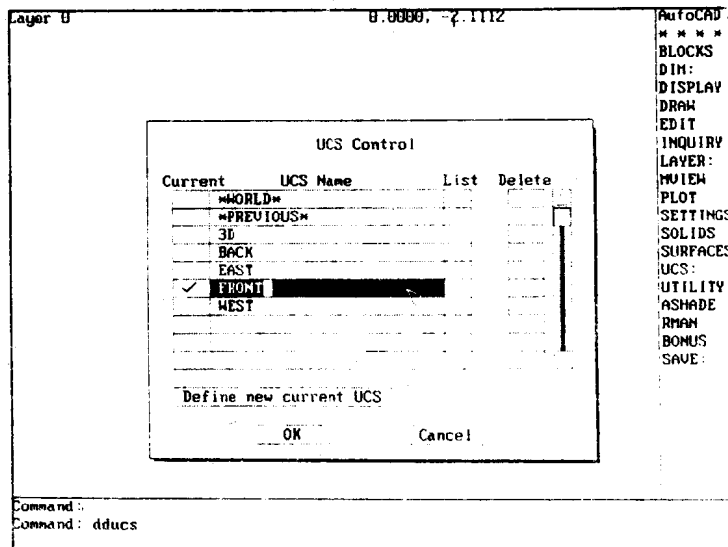 Layer 0 0.0000, -2.1112
AutoCAD
* * * *
BLOCKS
DIM:
DISPLAY
DRAW
EDIT
INQUIRY
LAYER:
MVIEW
PLOT
SETTINGS
SOLIDS
SURFACES
UCS:
UTILITY
ASHADE
RMAN
BONUS
SAVE:
UCS Control
Current UCS Name List Delete
*WORLD*
*PREVIOUS*
3D
BACK
EAST
FRONT
WEST
Define new current UCS
OK Cancel
Command:
Command: dducs